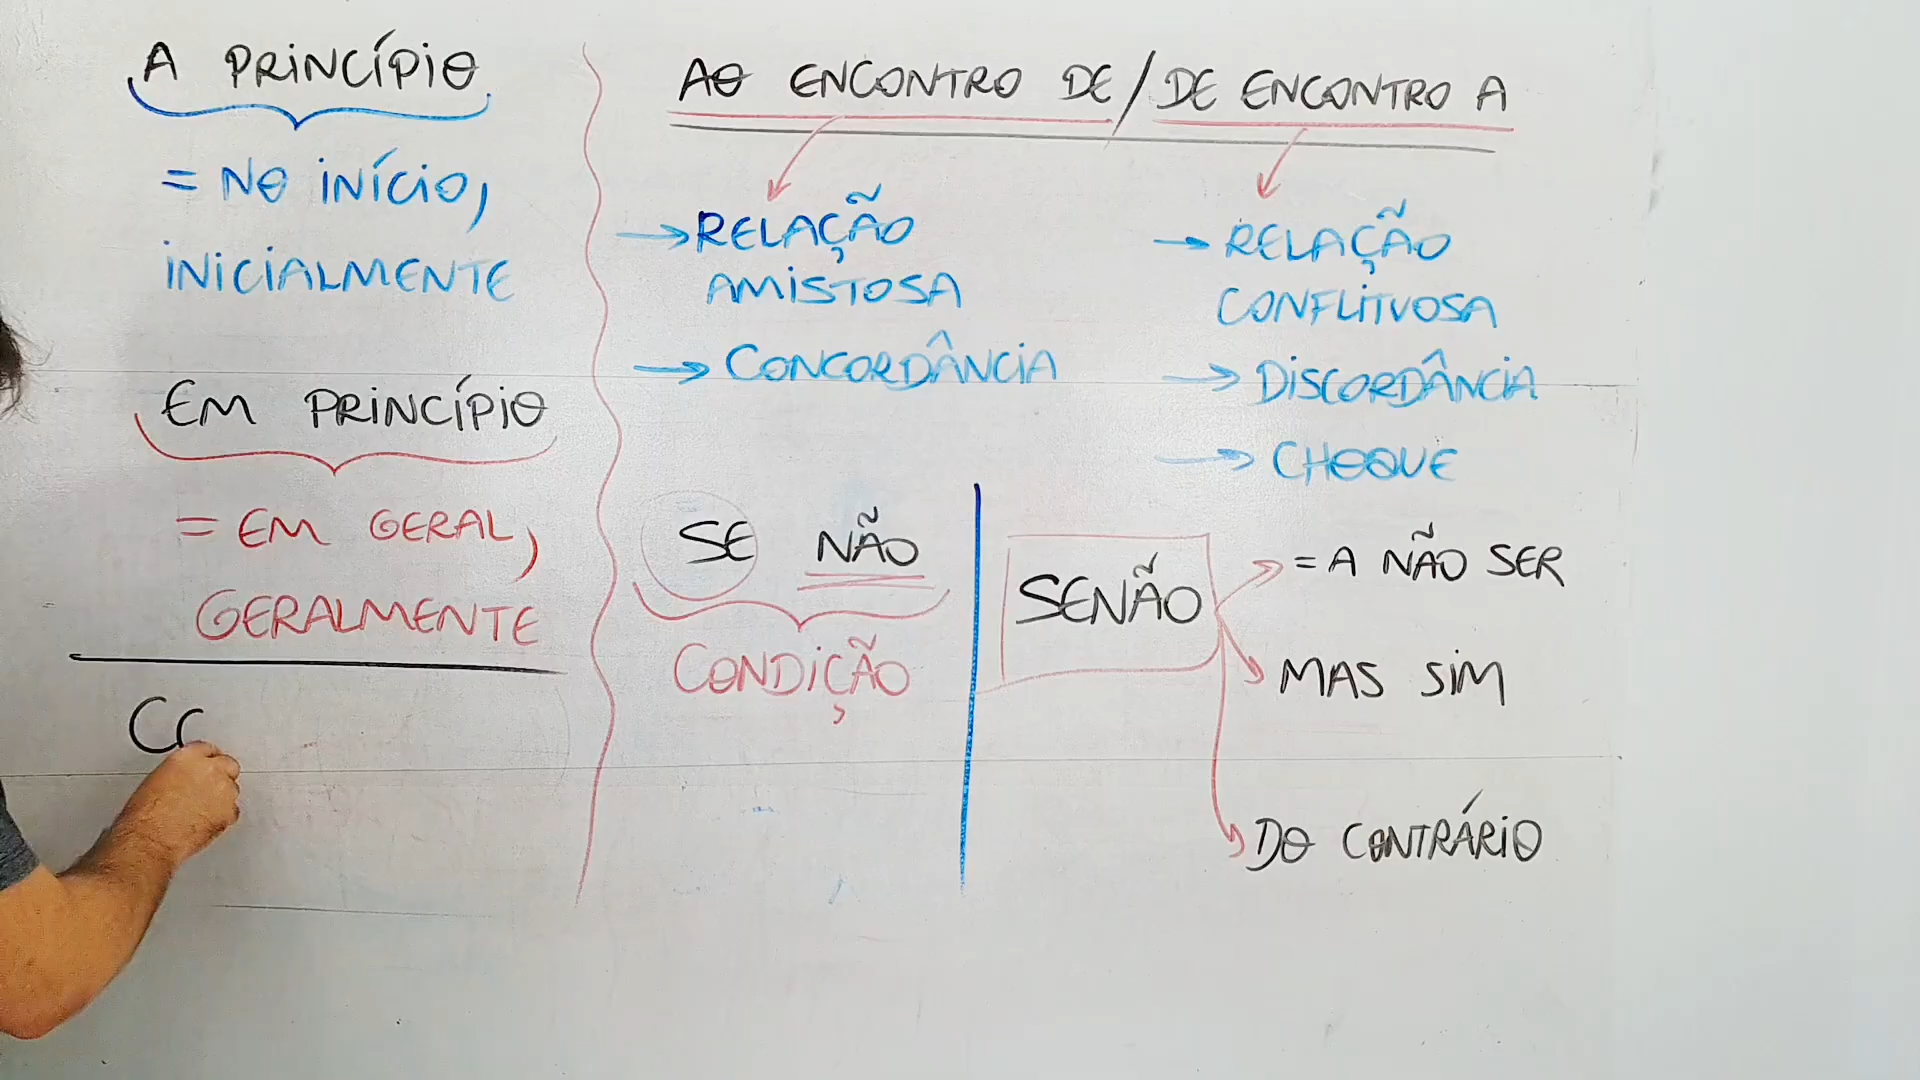 A PRINCÍPIO
= NO INÍCIO,
INICIALMENTE
EM PRINCÍPIO
= EM GERAL,
GERALMENTE
CO
AO ENCONTRO DE / DE ENCONTRO A
→ RELAÇÃO
AMISTOSA
→ CONCORDÂNCIA
→ RELAÇÃO
CONFLITUOSA
→ DISCORDÂNCIA
→ CHOQUE
SE NÃO
CONDIÇÃO
SENÃO
= A NÃO SER
MAS SIM
DO CONTRÁRIO